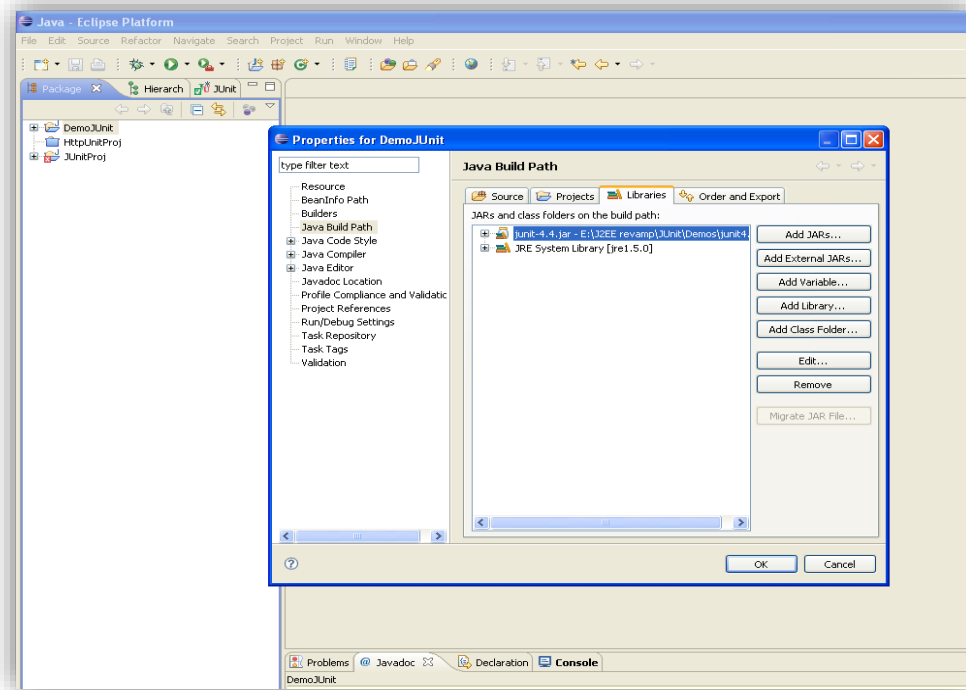 Java - Eclipse Platform
File Edit Source Refactor Navigate Search Project Run Window Help
Package Hierarch JUnit
DemoJUnit
HttpUnitProj
JUnitProj
Properties for DemoJUnit
type filter text
Resource
BeanInfo Path
Builders
Java Build Path
Java Code Style
Java Compiler
Java Editor
Javadoc Location
Profile Compliance and Validatic
Project References
Run/Debug Settings
Task Repository
Task Tags
Validation
Java Build Path
Source Projects Libraries Order and Export
JARs and class folders on the build path:
junit-4.4.jar - E:\J2EE revamp\JUnit\Demos\junit4.
JRE System Library [jre1.5.0]
Add JARs...
Add External JARs...
Add Variable...
Add Library...
Add Class Folder...
Edit...
Remove
Migrate JAR File...
OK Cancel
Problems @ Javadoc Declaration Console
DemoJUnit